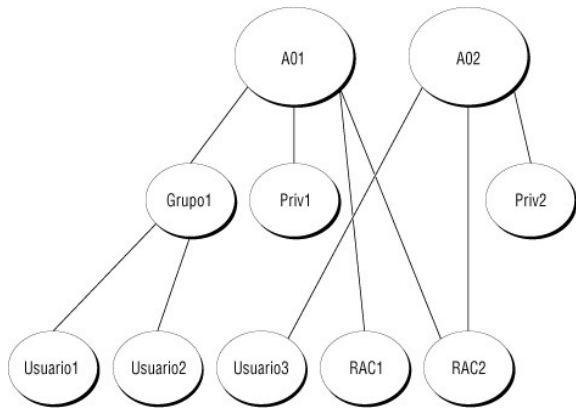 A01
A02
Grupo1
Priv1
Priv2
Usuario1
Usuario2
Usuario3
RAC1
RAC2